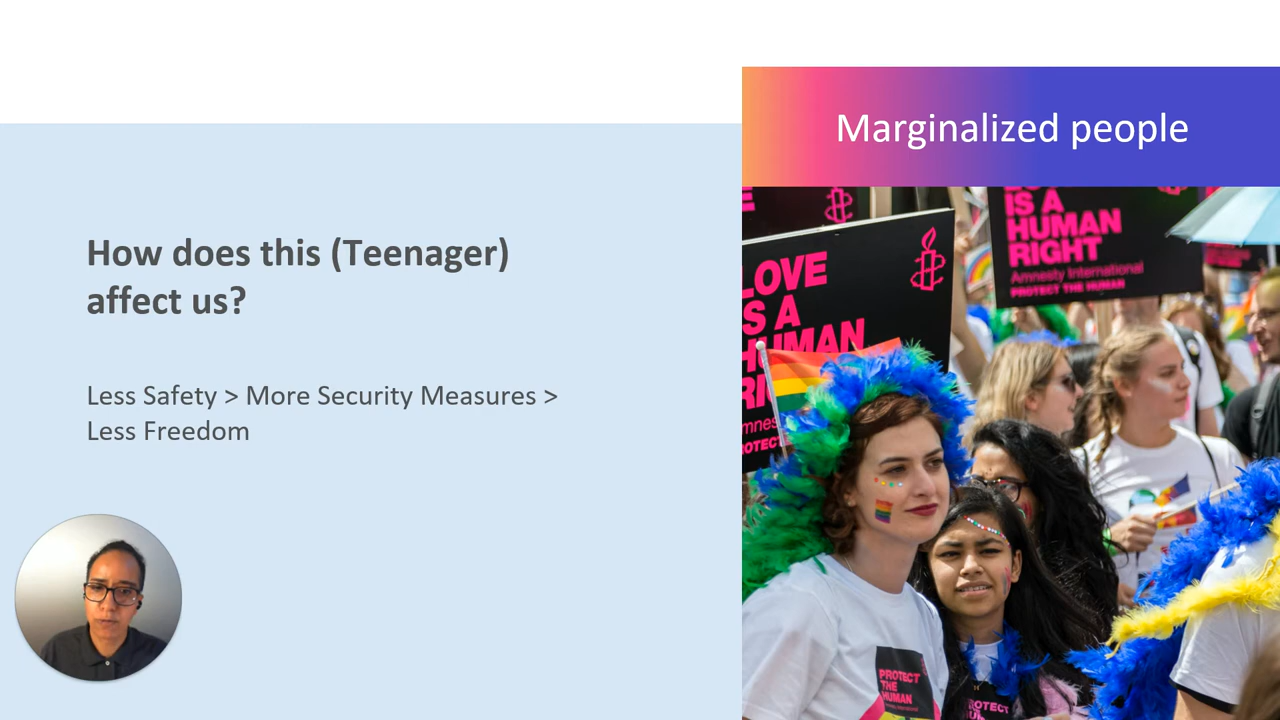 Marginalized people
How does this (Teenager)
affect us?
Less Safety > More Security Measures >
Less Freedom
E
LOVE
IS A
HUMAN
IS A
HUMAN
RIGHT
Amnesty International
PROTECT THE HUMAN
PROTECT
THE
HUMAN